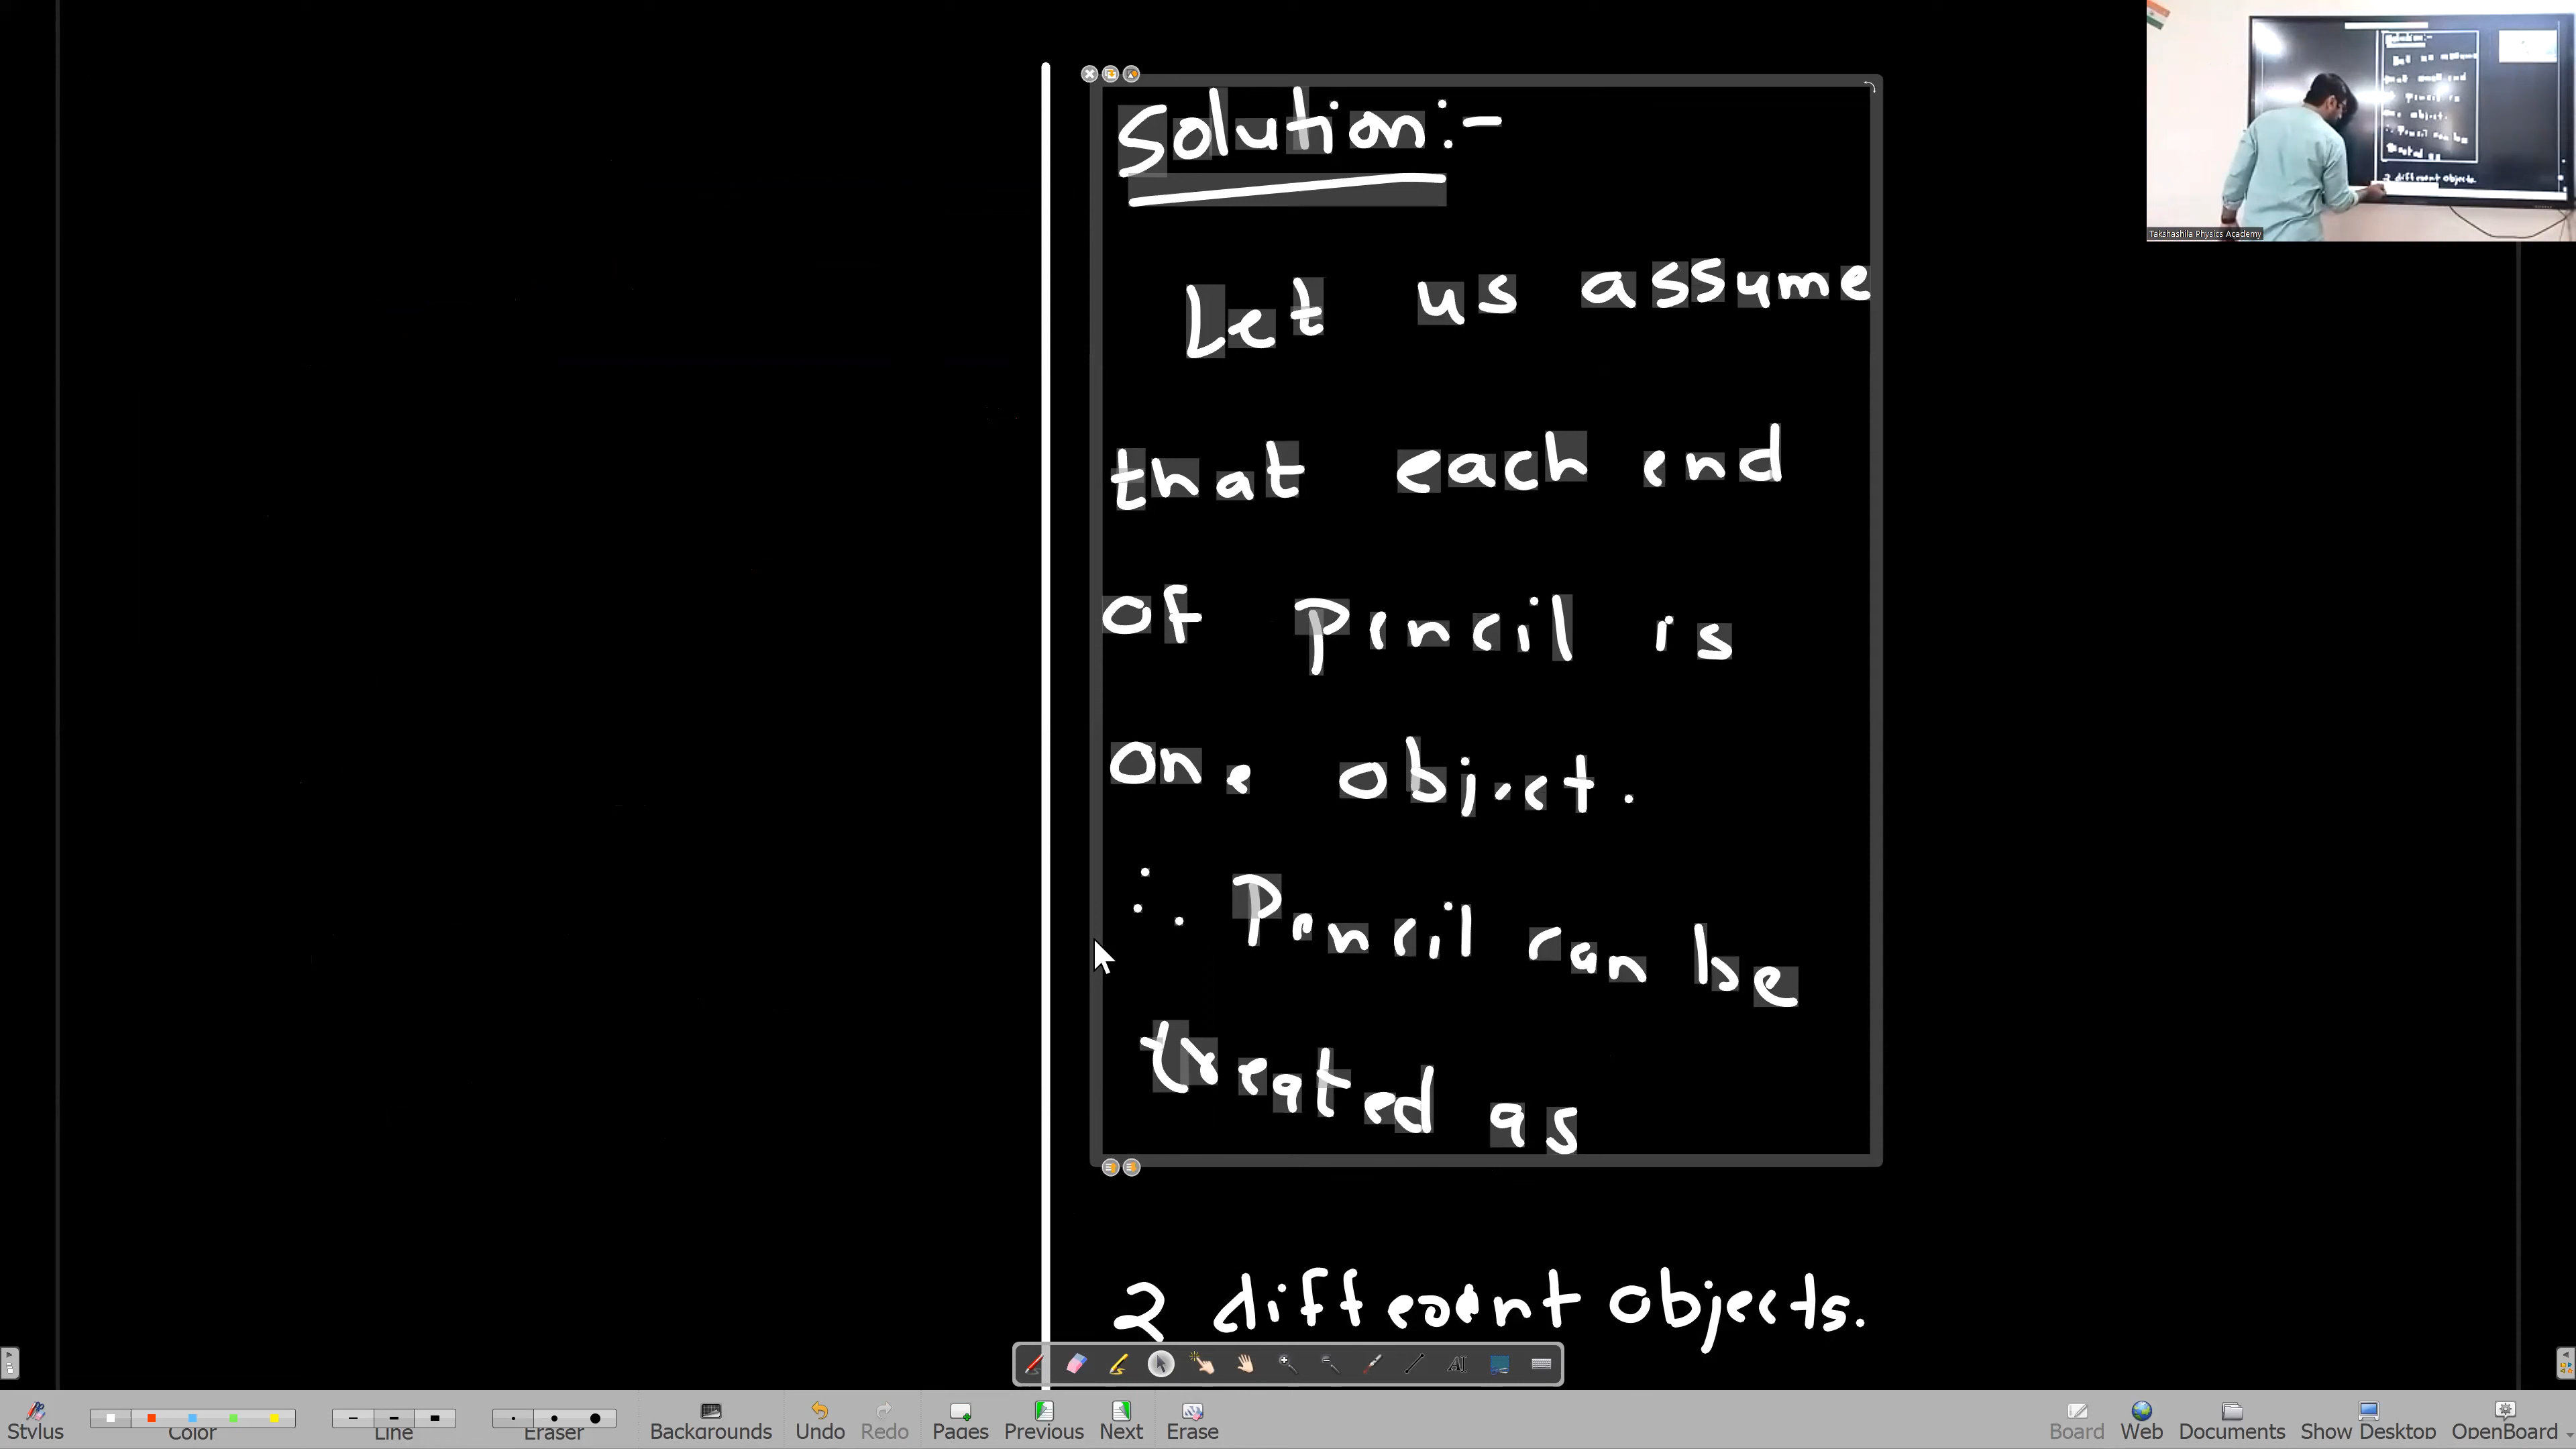 Solution:-
Let us assume
that each end
of pencil is
one object.
∴ Pencil can be
treated as
2 different objects.
Takshashila Physics Academy
Stylus
Color
Line
Eraser
Backgrounds
Undo
Redo
Pages
Previous
Next
Erase
Board
Web
Documents
Show Desktop
OpenBoard